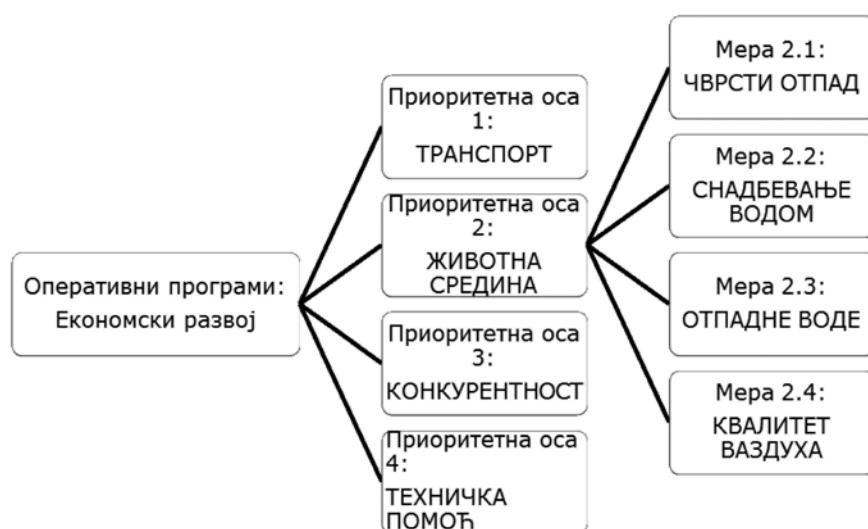 Оперативни програми:
Економски развој
Приоритетна оса
1:
ТРАНСПОРТ
Приоритетна оса
2:
ЖИВОТНА
СРЕДИНА
Приоритетна оса
3:
КОНКУРЕНТНОСТ
Приоритетна оса
4:
ТЕХНИЧКА
ПОМОЋ
Мера 2.1:
ЧВРСТИ ОТПАД
Мера 2.2:
СНАДБЕВАЊЕ
ВОДОМ
Мера 2.3:
ОТПАДНЕ ВОДЕ
Мера 2.4:
КВАЛИТЕТ
ВАЗДУХА